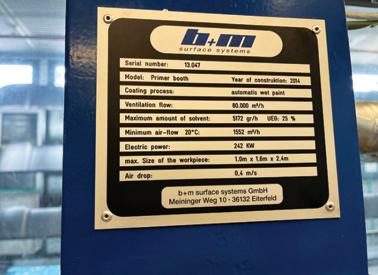 b+m
surface systems
Serial number: 13.047
Model: Primer booth Year of construktion: 2014
Coating process: automatic wet paint
Ventilation flow: 60.000 m³/h
Maximum amount of solvent: 5172 gr/h UEG: 25 %
Minimum air-flow 20°C: 1552 m³/h
Electric power: 242 KW
max. Size of the workpiece: 1.0m x 1.6m x 2.4m
Air drop: 0.4 m/s
b+m surface systems GmbH
Meininger Weg 10 - 36132 Eiterfeld